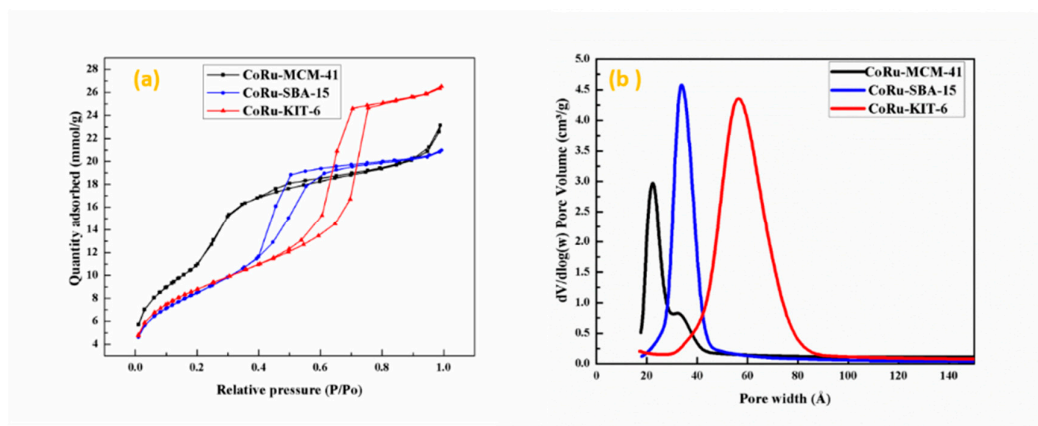 (a)
CoRu-MCM-41
CoRu-SBA-15
CoRu-KIT-6
Quantity adsorbed (mmol/g)
28
26
24
22
20
18
16
14
12
10
8
6
4
0.0 0.2 0.4 0.6 0.8 1.0
Relative pressure (P/Po)
(b )
CoRu-MCM-41
CoRu-SBA-15
CoRu-KIT-6
dV/dlog(w) Pore Volume (cm³/g)
5.0
4.5
4.0
3.5
3.0
2.5
2.0
1.5
1.0
0.5
0.0
0 20 40 60 80 100 120 140
Pore width (Å)